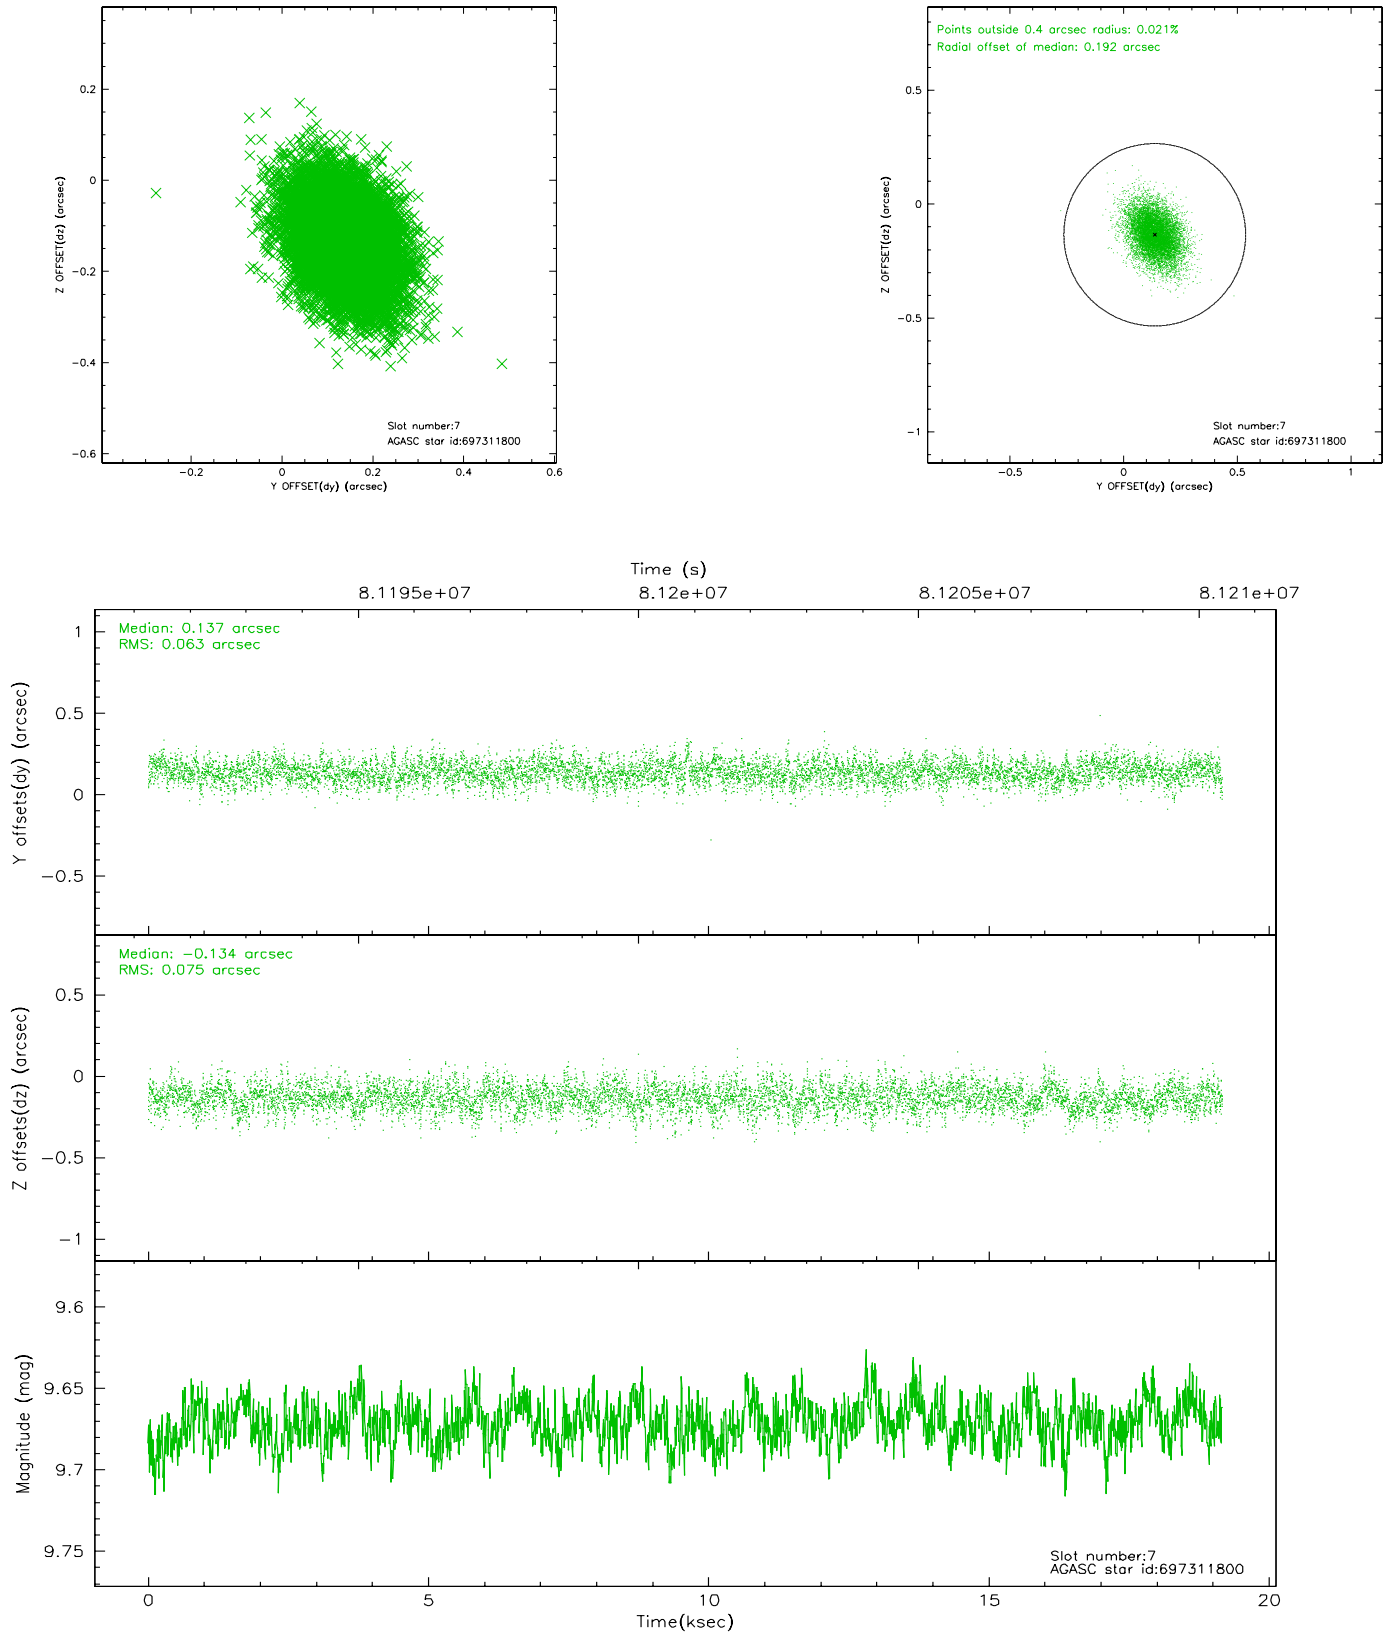 0.2
0
−0.2
−0.4
−0.6
Z OFFSET(dz) (arcsec)
Slot number:7
AGASC star id:697311800
−0.2 0 0.2 0.4 0.6
Y OFFSET(dy) (arcsec)
Points outside 0.4 arcsec radius: 0.021%
Radial offset of median: 0.192 arcsec
0.5
0
−0.5
−1
Z OFFSET(dz) (arcsec)
Slot number:7
AGASC star id:697311800
−0.5 0 0.5 1
Y OFFSET(dy) (arcsec)
Time (s)
8.1195e+07 8.12e+07 8.1205e+07 8.121e+07
Median: 0.137 arcsec
RMS: 0.063 arcsec
1
0.5
0
−0.5
Y offsets(dy) (arcsec)
Median: −0.134 arcsec
RMS: 0.075 arcsec
0.5
0
−0.5
−1
Z offsets(dz) (arcsec)
9.6
9.65
9.7
9.75
Magnitude (mag)
Slot number:7
AGASC star id:697311800
0 5 10 15 20
Time(ksec)